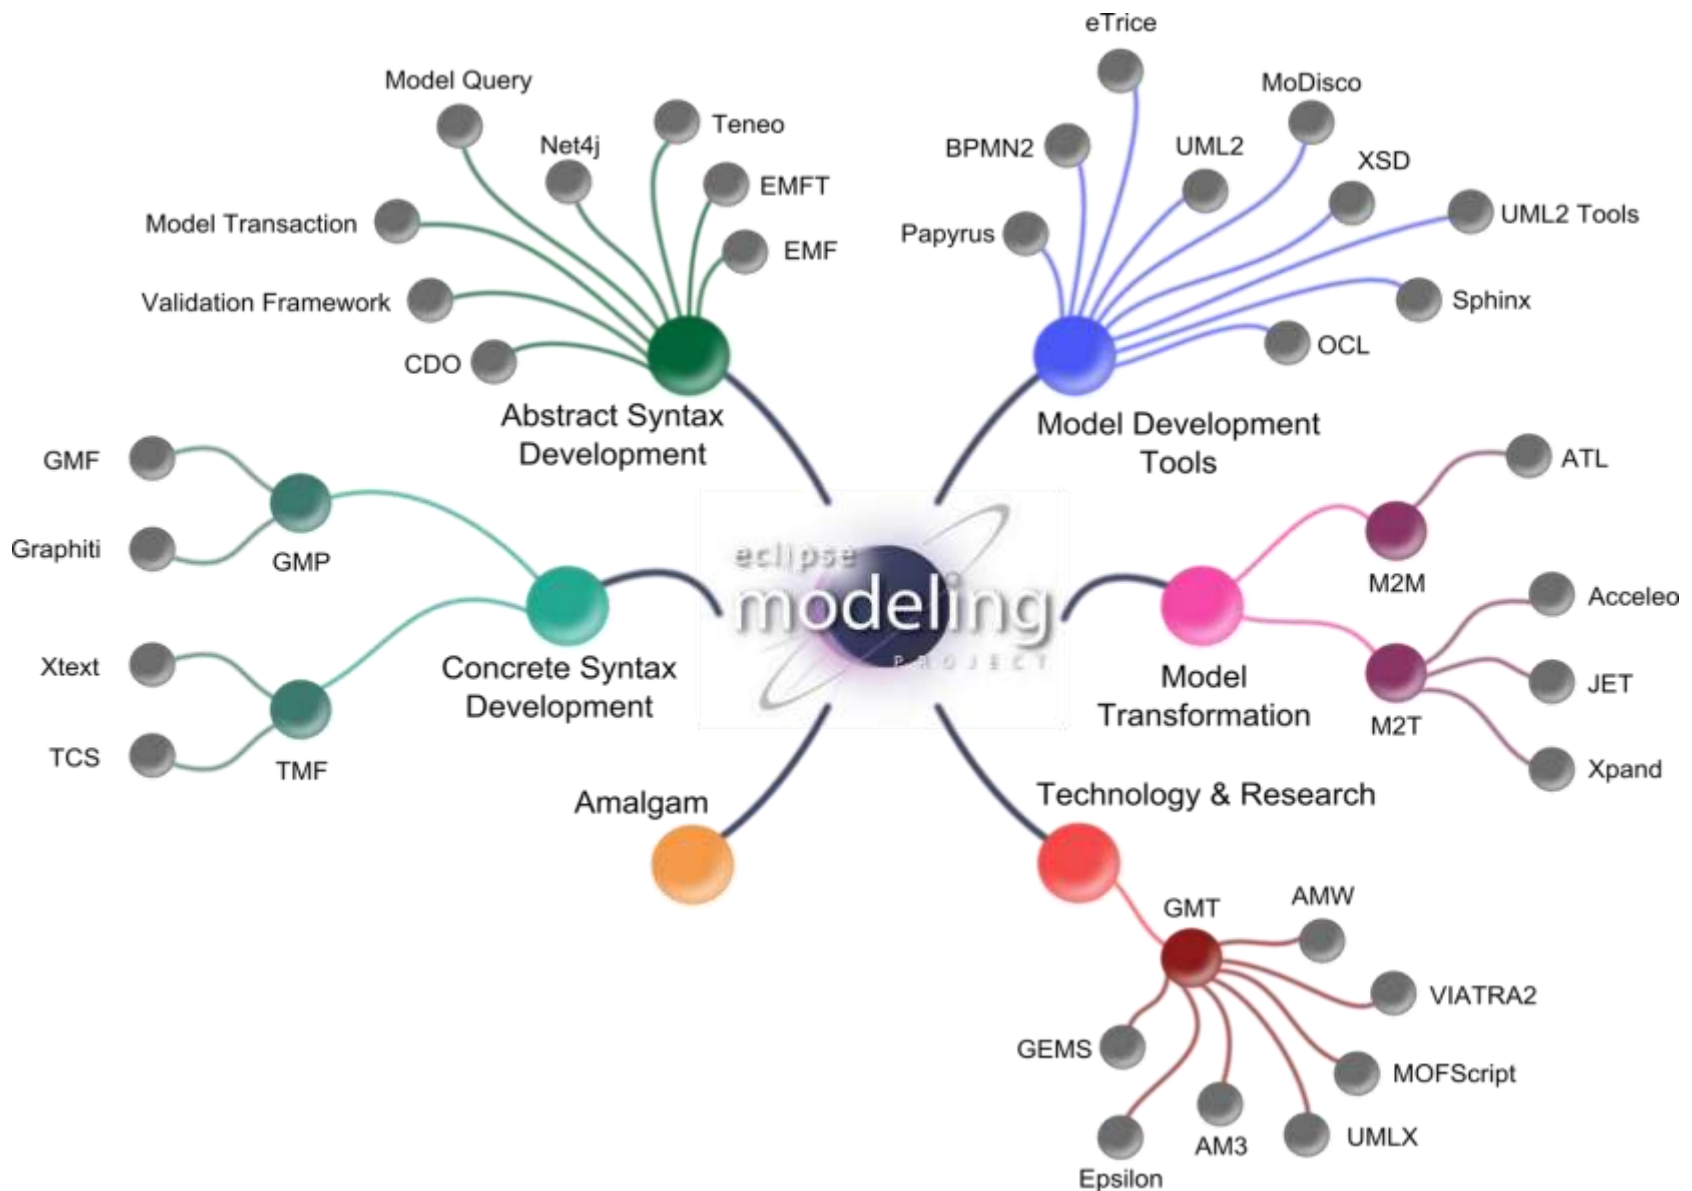 eTrice
Model Query
MoDisco
Teneo
Net4j
BPMN2
UML2
XSD
EMFT
Model Transaction
Papyrus
UML2 Tools
EMF
Validation Framework
Sphinx
CDO
OCL
Abstract Syntax
Development
Model Development
Tools
GMF
ATL
Graphiti
GMP
eclipse
modeling
PROJECT
M2M
Acceleo
Xtext
Concrete Syntax
Development
Model
Transformation
JET
M2T
TCS
TMF
Xpand
Amalgam
Technology & Research
AMW
GMT
VIATRA2
GEMS
MOFScript
UMLX
AM3
Epsilon